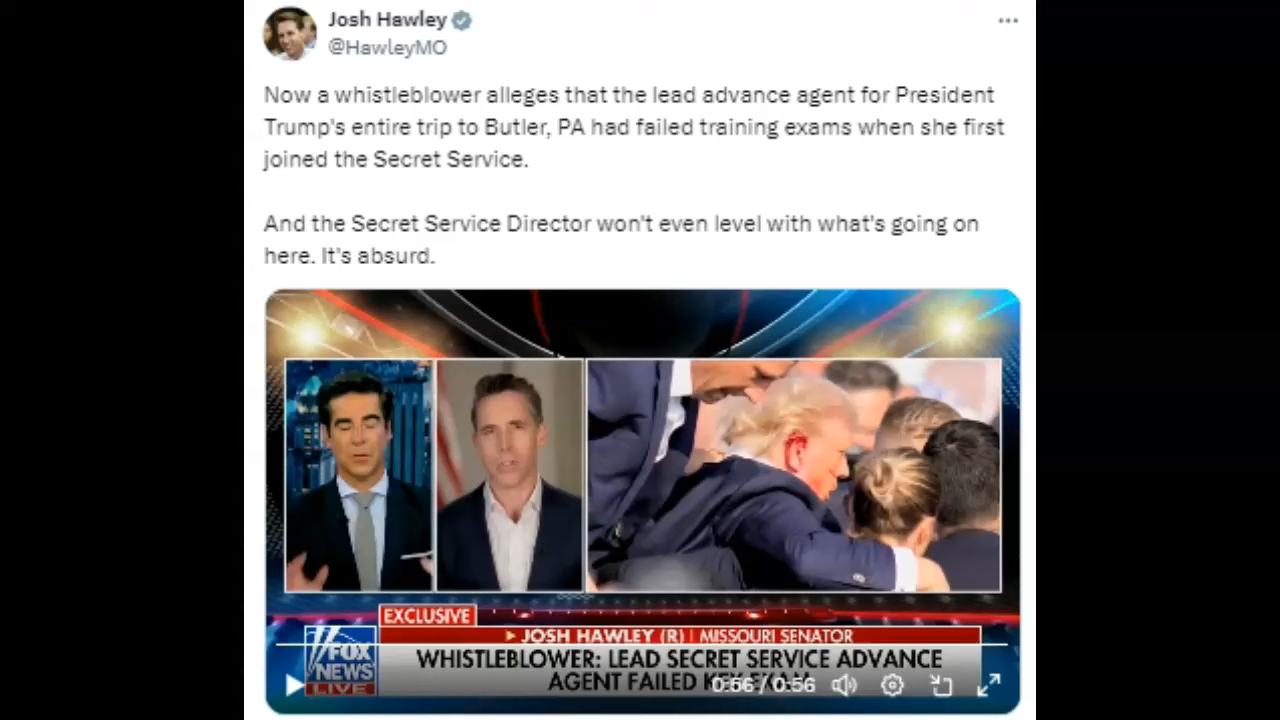 Josh Hawley
@HawleyMO
Now a whistleblower alleges that the lead advance agent for President
Trump's entire trip to Butler, PA had failed training exams when she first
joined the Secret Service.
And the Secret Service Director won't even level with what's going on
here. It's absurd.
EXCLUSIVE
JOSH HAWLEY (R) | MISSOURI SENATOR
FOX
NEWS
LIVE
WHISTLEBLOWER: LEAD SECRET SERVICE ADVANCE
AGENT FAILED
0:56 / 0:56